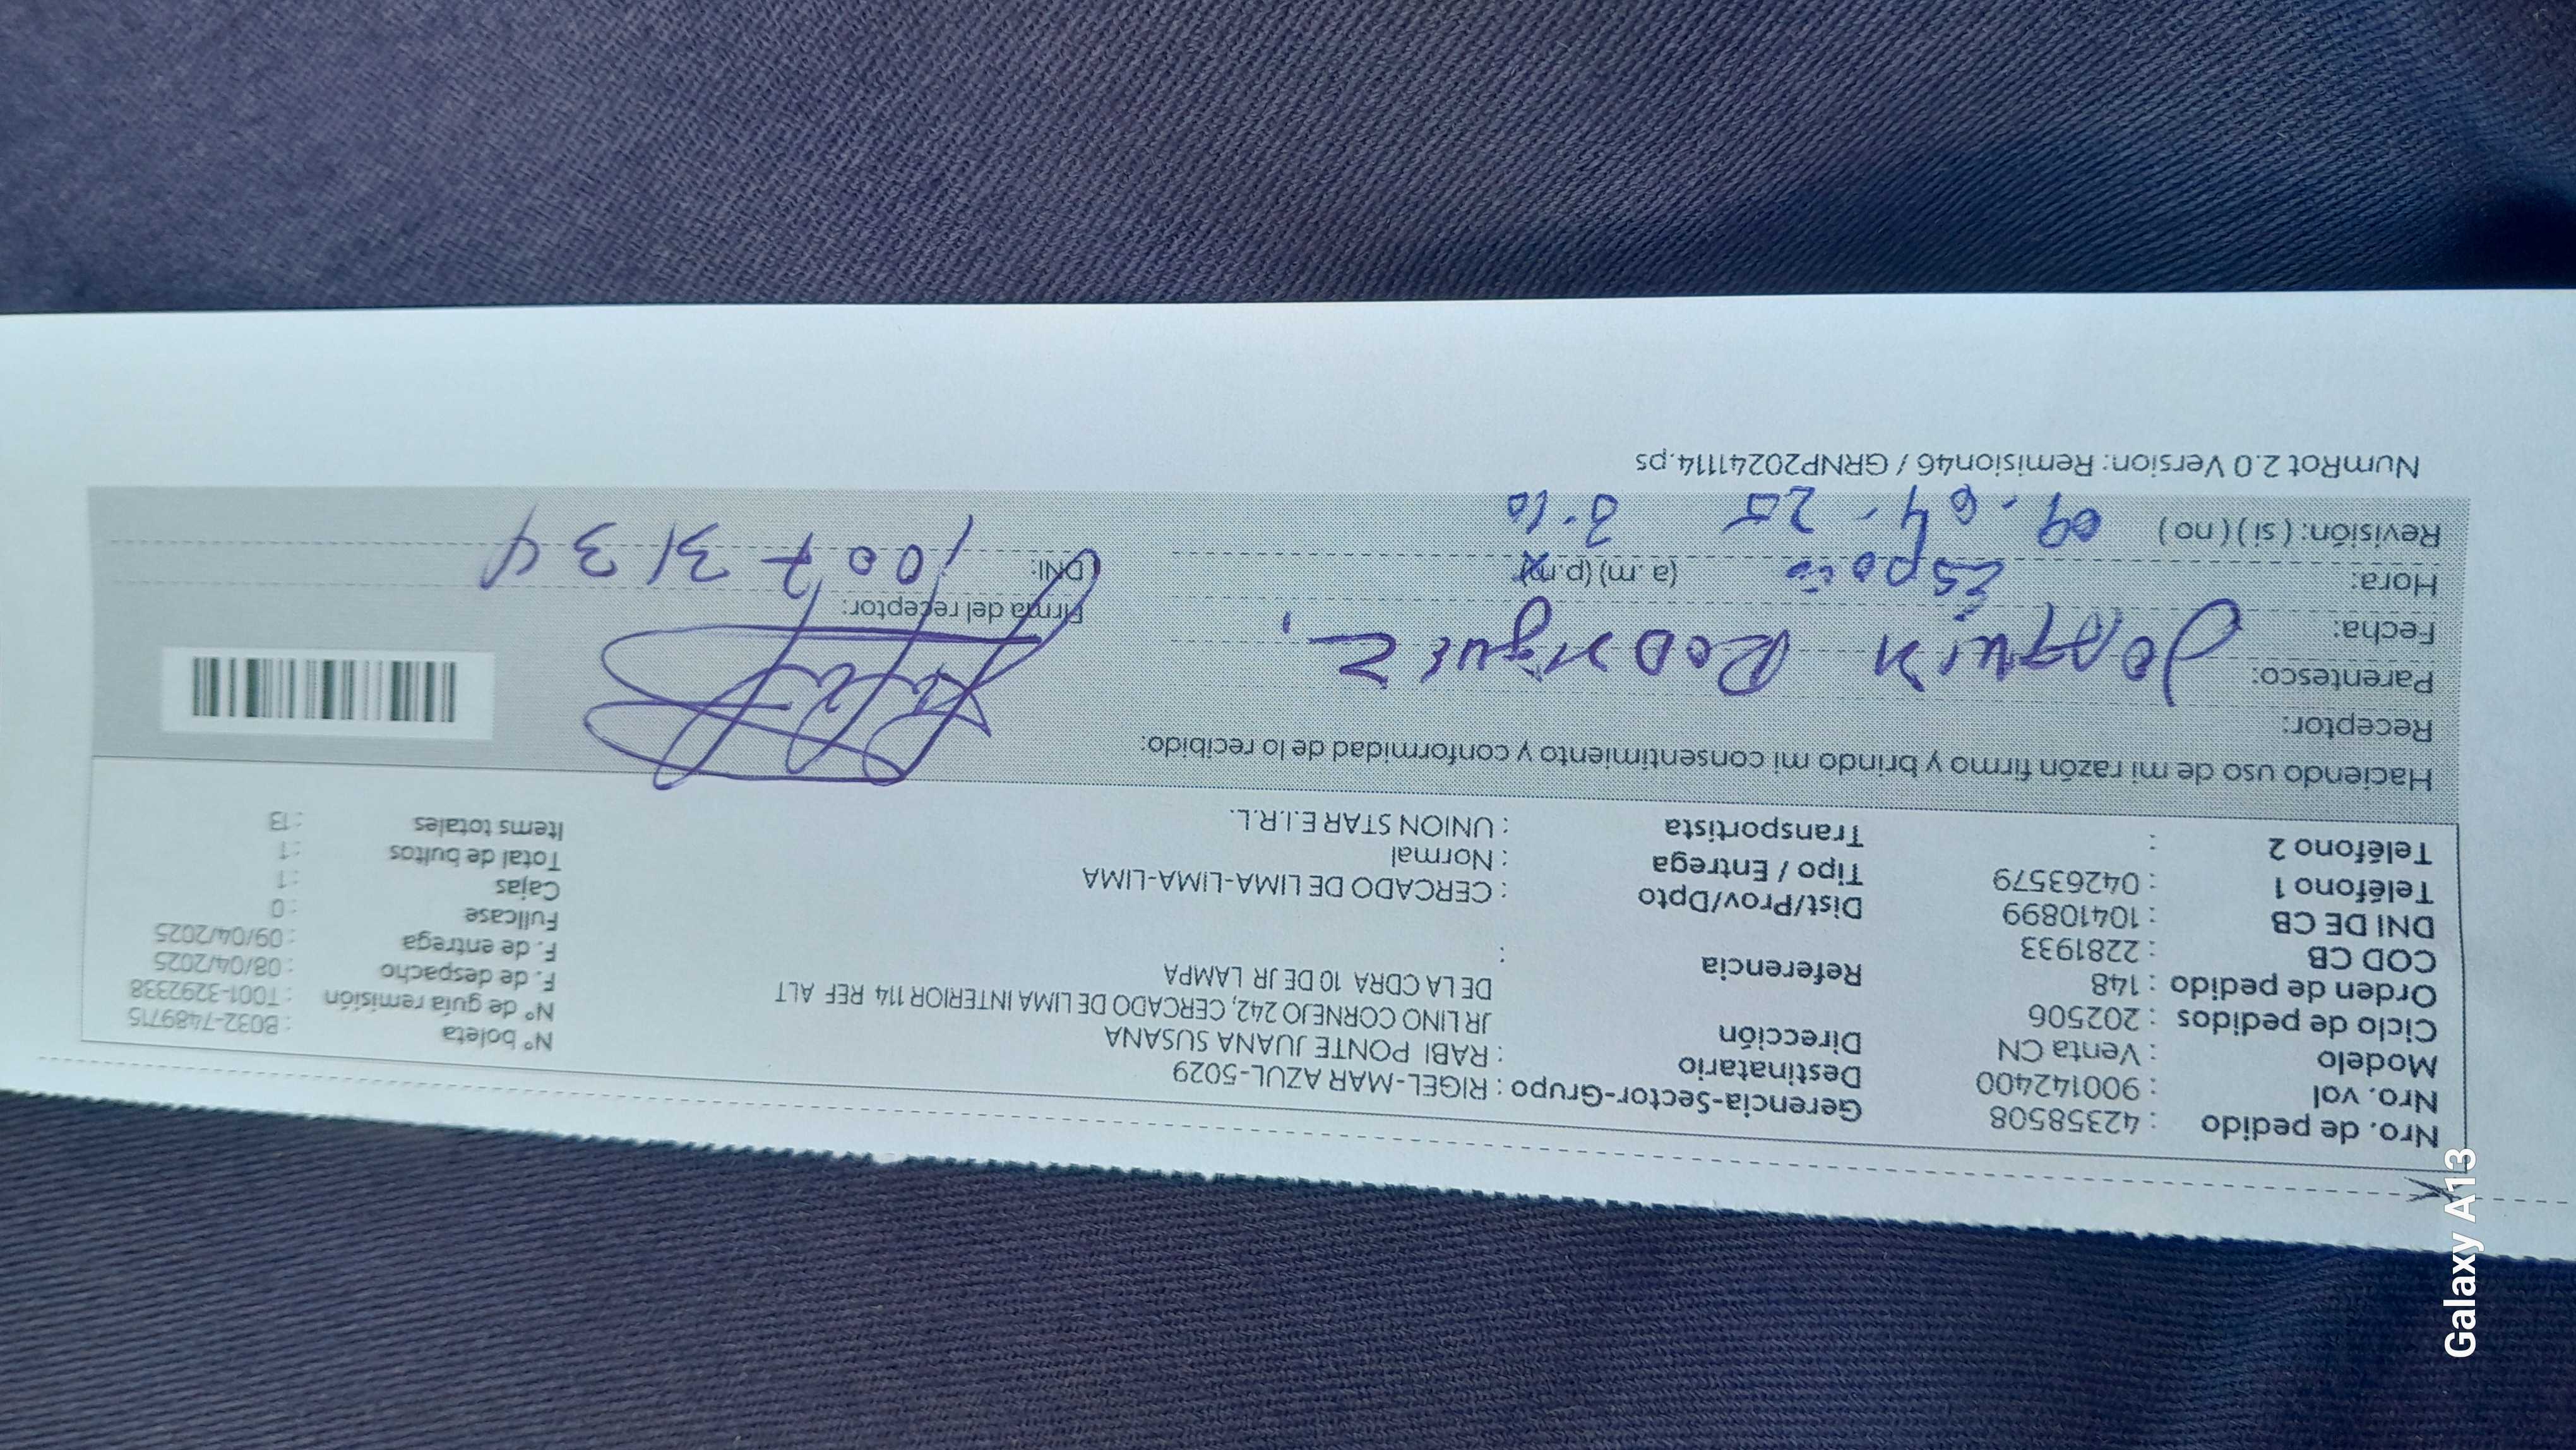 Nro. de pedido : 42358508 Gerencia-Sector-Grupo : RIGEL-MAR AZUL-5029 N° boleta : B032-7489715
Nro. vol : 900142400 Destinatario : RABI PONTE JUANA SUSANA N° de guía remisión : T001-3292338
Modelo : Venta CN Dirección JR LINO CORNEJO 242, CERCADO DE LIMA INTERIOR 114 REF ALT F. de despacho : 08/04/2025
Ciclo de pedidos : 202506 DE LA CDRA 10 DE JR LAMPA F. de entrega : 09/04/2025
Orden de pedido : 148 Referencia : Fullcase : 0
COD CB : 2281933 Dist/Prov/Dpto : CERCADO DE LIMA-LIMA-LIMA Cajas : 1
DNI DE CB : 10410899 Tipo / Entrega : Normal Total de bultos : 1
Teléfono 1 : 04263579 Transportista : UNION STAR E.I.R.L. Items totales : 13
Teléfono 2 :
Haciendo uso de mi razón firmo y brindo mi consentimiento y conformidad de lo recibido:
Receptor:
Parentesco: JOAQUIN RODRIGUEZ.
Fecha: Firma del receptor:
Hora: Esposo (a.m) (p.m) DNI: 10073134
Revisión: ( si ) ( no ) 09.04.25 3:10
NumRot 2.0 Version: Remision46 / GRNP20241114.ps
Galaxy A13